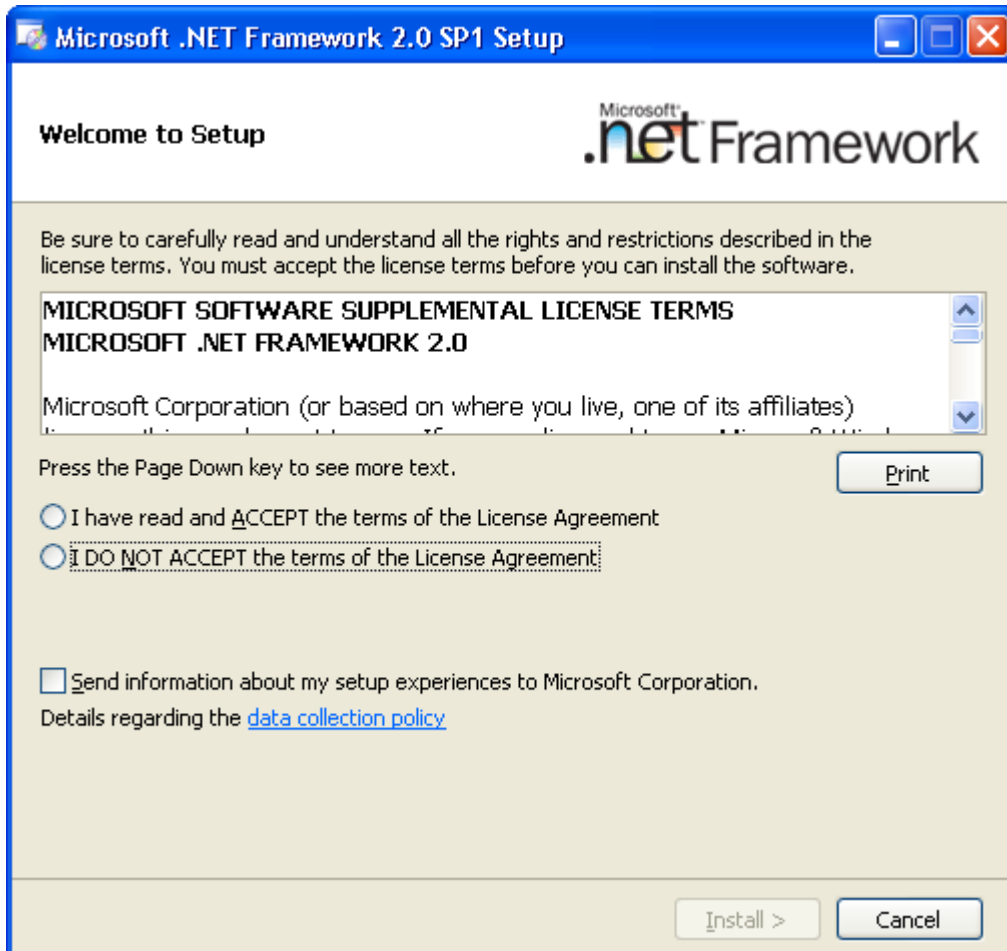 Microsoft .NET Framework 2.0 SP1 Setup
Welcome to Setup
Microsoft
.net Framework
Be sure to carefully read and understand all the rights and restrictions described in the
license terms. You must accept the license terms before you can install the software.
MICROSOFT SOFTWARE SUPPLEMENTAL LICENSE TERMS
MICROSOFT .NET FRAMEWORK 2.0
Microsoft Corporation (or based on where you live, one of its affiliates)
Press the Page Down key to see more text.
Print
I have read and ACCEPT the terms of the License Agreement
I DO NOT ACCEPT the terms of the License Agreement
Send information about my setup experiences to Microsoft Corporation.
Details regarding the data collection policy
Install >
Cancel